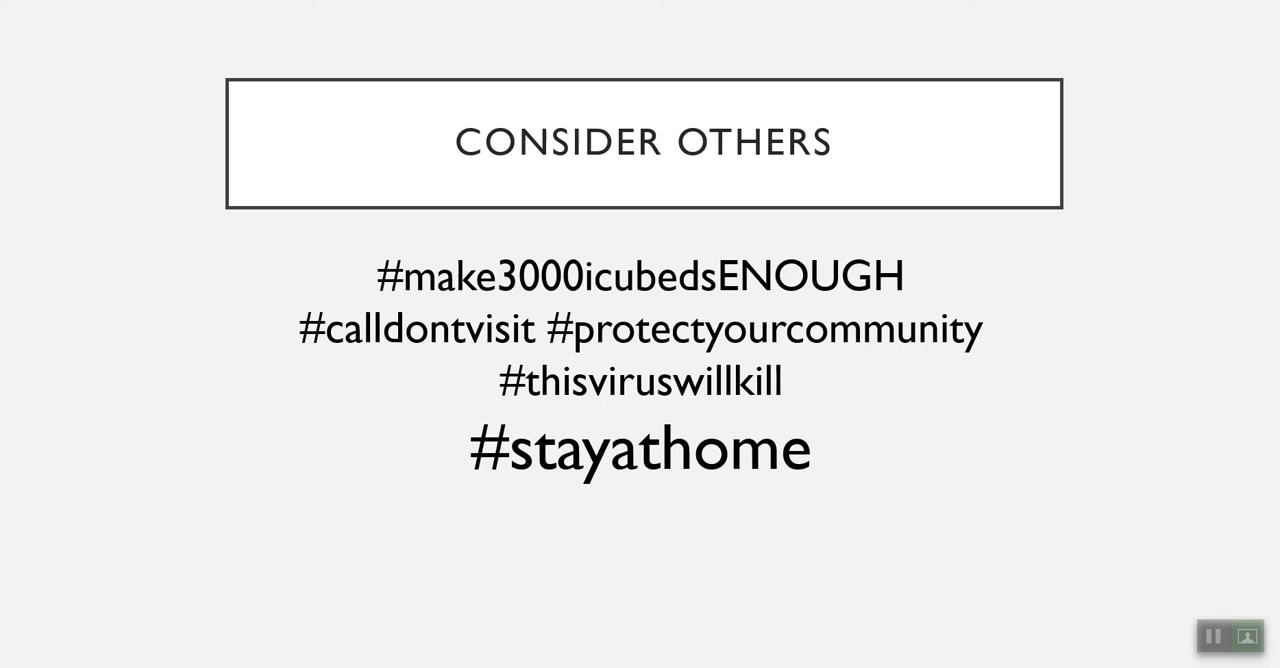 CONSIDER OTHERS
#make3000icubedsENOUGH
#calldontvisit #protectyourcommunity
#thisviruswillkill
#stayathome